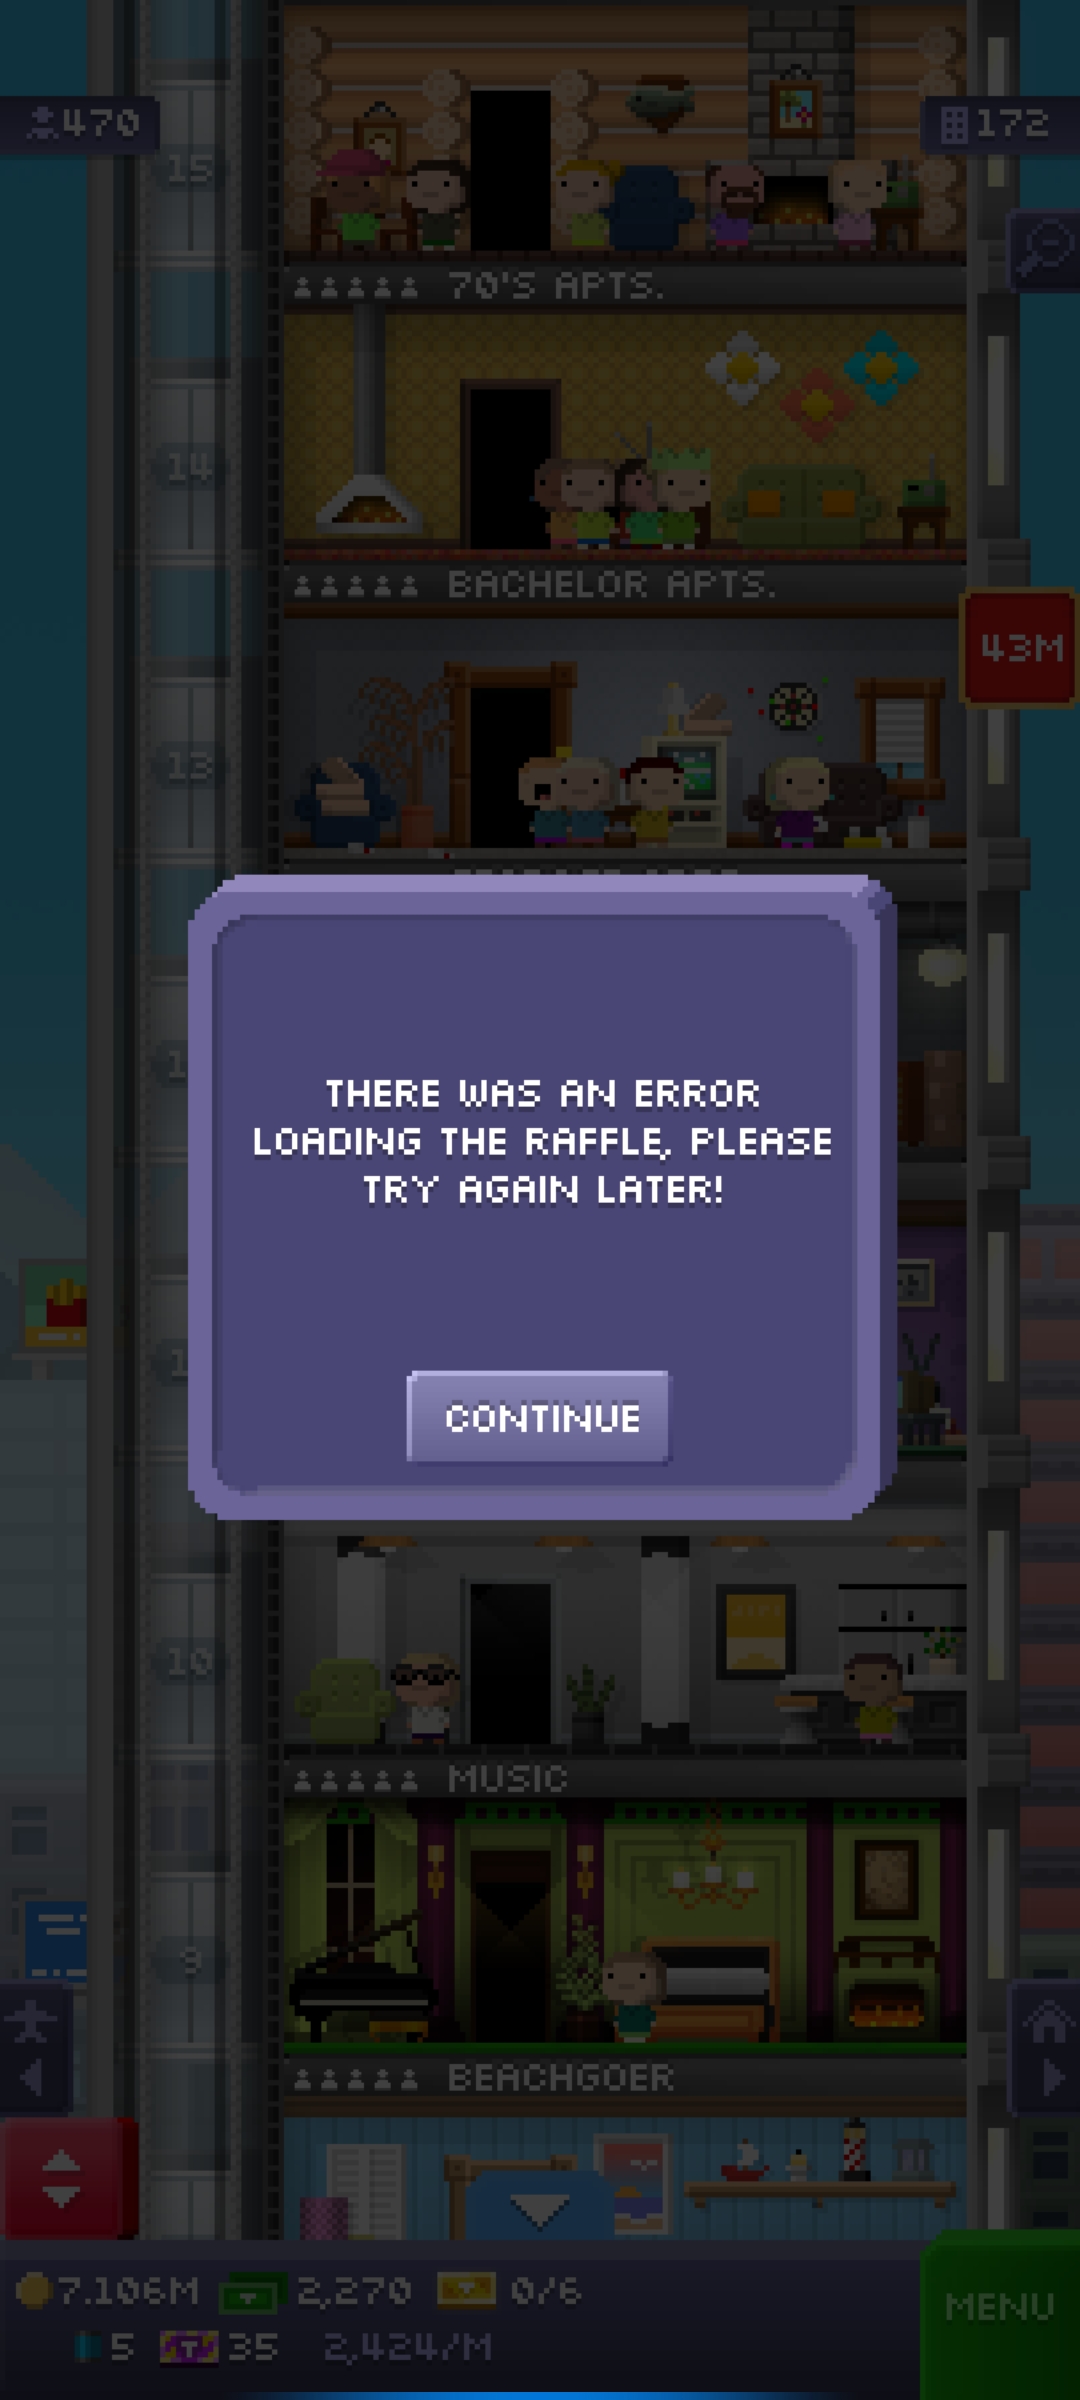 470
172
15
70'S APTS.
14
BACHELOR APTS.
43M
13
THERE WAS AN ERROR
LOADING THE RAFFLE, PLEASE
TRY AGAIN LATER!
CONTINUE
10
MUSIC
9
BEACHGOER
7.106M 2,270 0/6
MENU
5 35 2,424/M